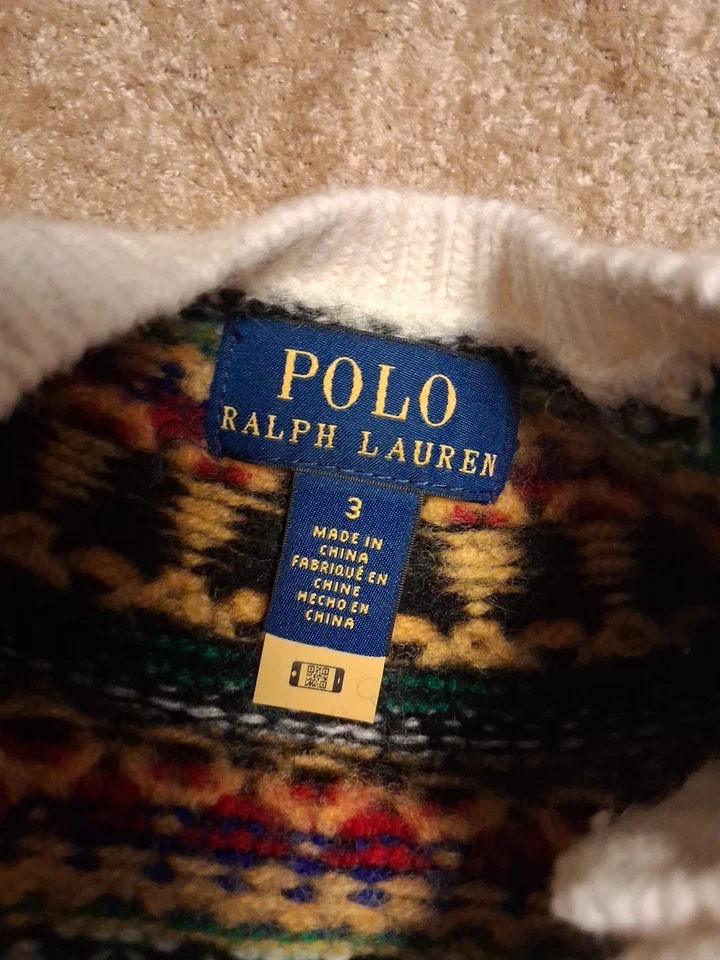 POLO
RALPH LAUREN
3
MADE IN
CHINA
FABRIQUÉ EN
CHINE
HECHO EN
CHINA